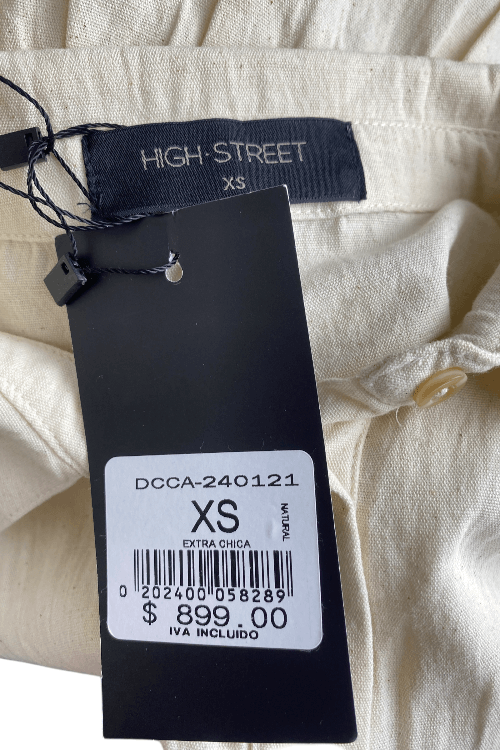 HIGH·STREET
XS
DCCA-240121
XS
NATURAL
EXTRA CHICA
0 202400 058289
$ 899.00
IVA INCLUIDO